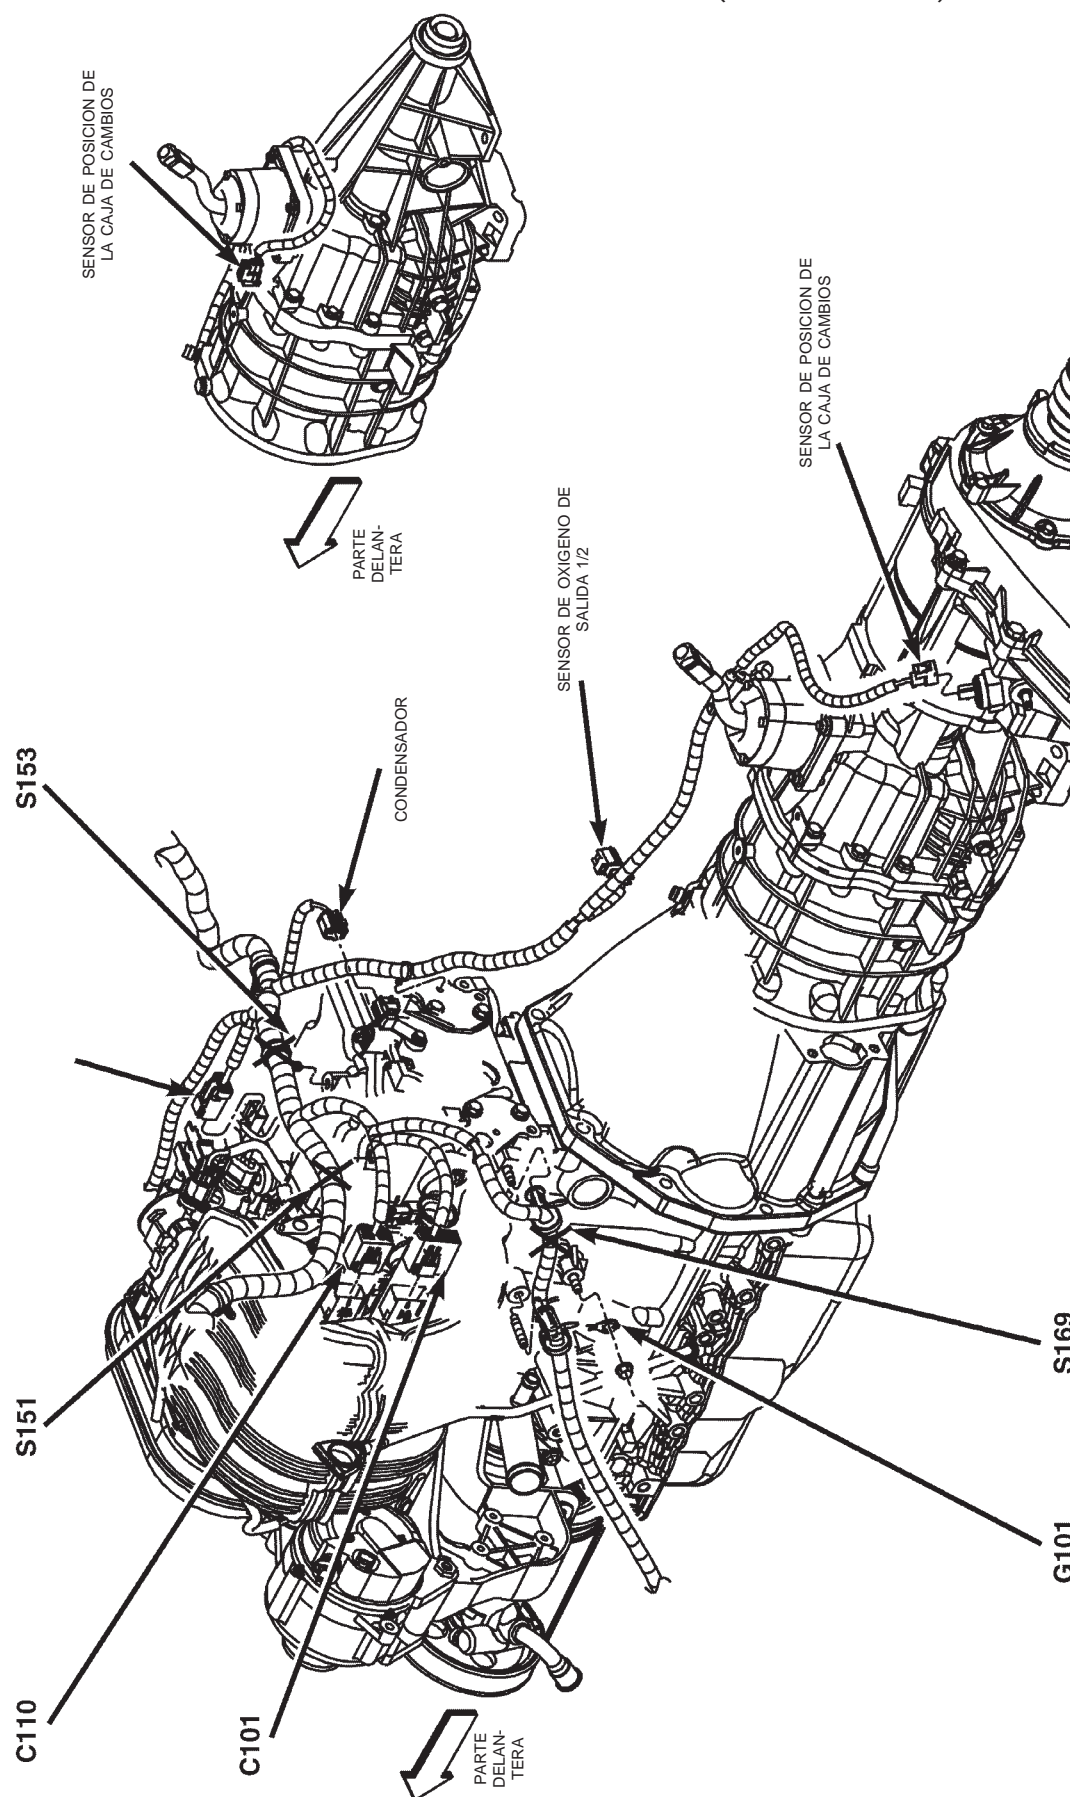 SENSOR DE POSICION DE
LA CAJA DE CAMBIOS
SENSOR DE POSICION DE
LA CAJA DE CAMBIOS
PARTE
DELAN-
TERA
SENSOR DE OXIGENO DE
SALIDA 1/2
CONDENSADOR
S153
S151
S169
G101
C110
C101
PARTE
DELAN-
TERA